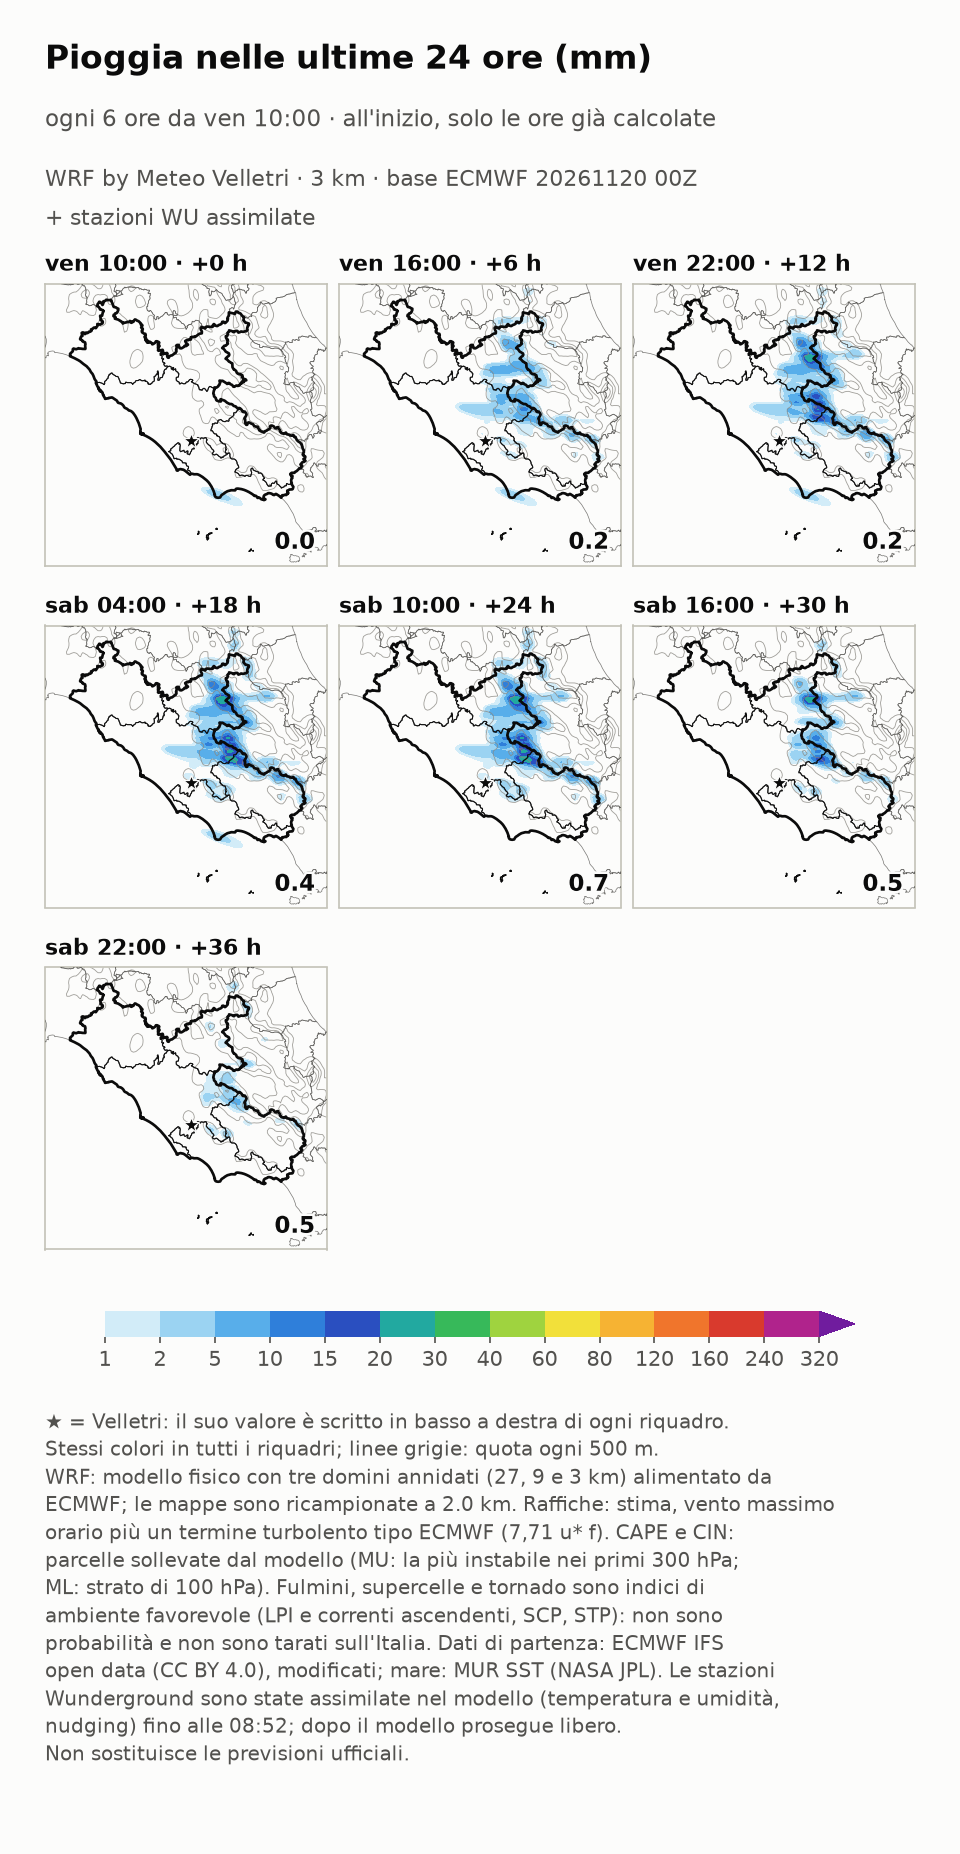 Pioggia nelle ultime 24 ore (mm)
ogni 6 ore da ven 10:00 · all'inizio, solo le ore già calcolate
WRF by Meteo Velletri · 3 km · base ECMWF 20261120 00Z
+ stazioni WU assimilate
ven 10:00 · +0 h
ven 16:00 · +6 h
ven 22:00 · +12 h
0.0
0.2
0.2
sab 04:00 · +18 h
sab 10:00 · +24 h
sab 16:00 · +30 h
0.4
0.7
0.5
sab 22:00 · +36 h
0.5
1 2 5 10 15 20 30 40 60 80 120 160 240 320
★ = Velletri: il suo valore è scritto in basso a destra di ogni riquadro.
Stessi colori in tutti i riquadri; linee grigie: quota ogni 500 m.
WRF: modello fisico con tre domini annidati (27, 9 e 3 km) alimentato da
ECMWF; le mappe sono ricampionate a 2.0 km. Raffiche: stima, vento massimo
orario più un termine turbolento tipo ECMWF (7,71 u* f). CAPE e CIN:
parcelle sollevate dal modello (MU: la più instabile nei primi 300 hPa;
ML: strato di 100 hPa). Fulmini, supercelle e tornado sono indici di
ambiente favorevole (LPI e correnti ascendenti, SCP, STP): non sono
probabilità e non sono tarati sull'Italia. Dati di partenza: ECMWF IFS
open data (CC BY 4.0), modificati; mare: MUR SST (NASA JPL). Le stazioni
Wunderground sono state assimilate nel modello (temperatura e umidità,
nudging) fino alle 08:52; dopo il modello prosegue libero.
Non sostituisce le previsioni ufficiali.